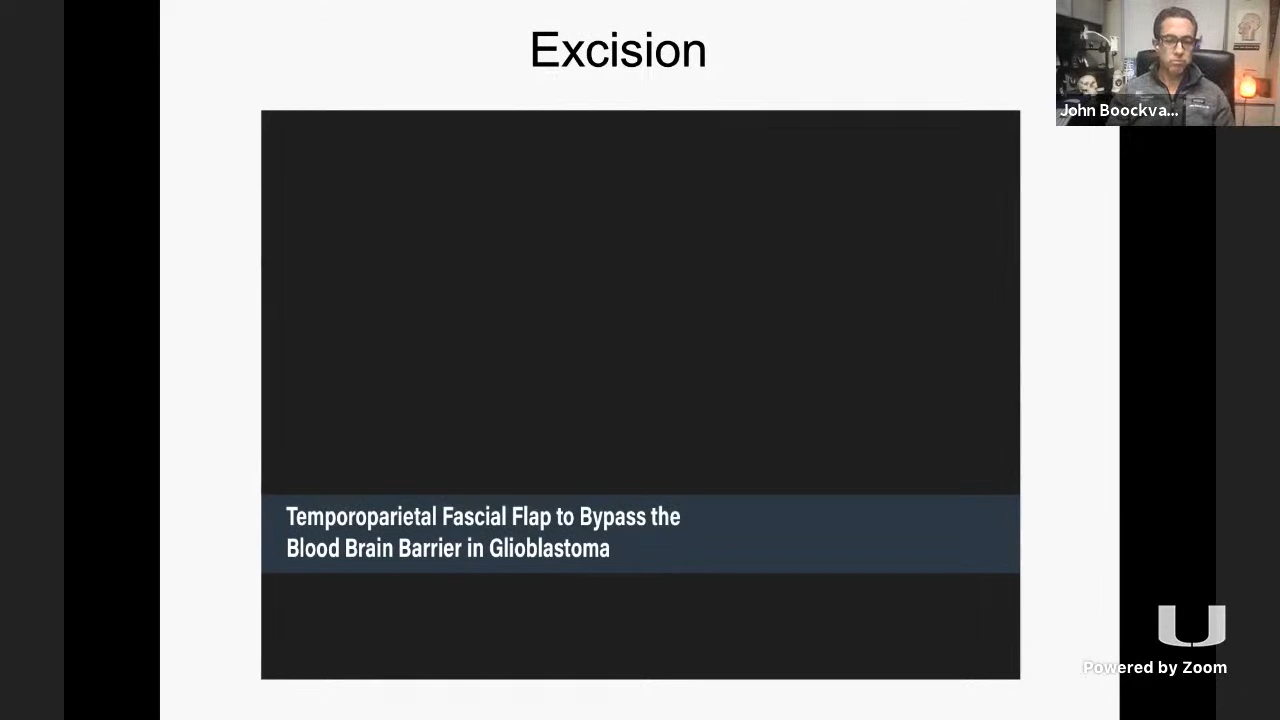 Excision
John Boockva...
Temporoparietal Fascial Flap to Bypass the
Blood Brain Barrier in Glioblastoma
U
Powered by Zoom